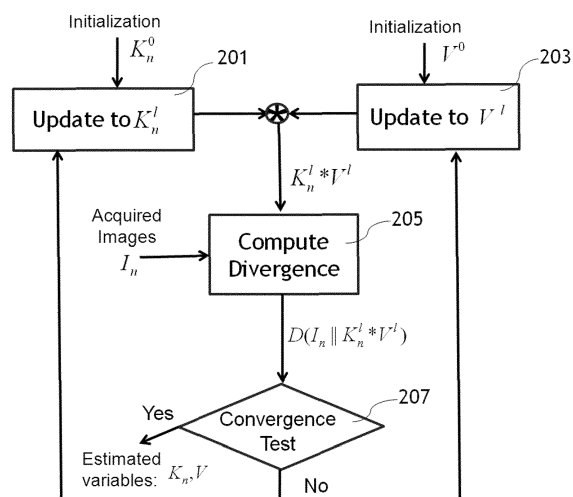 Initialization
K_n^0
201
Update to K_n^l
Initialization
V^0
203
Update to V^l
*
K_n^l * V^l
Acquired
Images
I_n
205
Compute
Divergence
D(I_n || K_n^l * V^l)
207
Convergence
Test
Yes
Estimated
variables: K_n, V
No